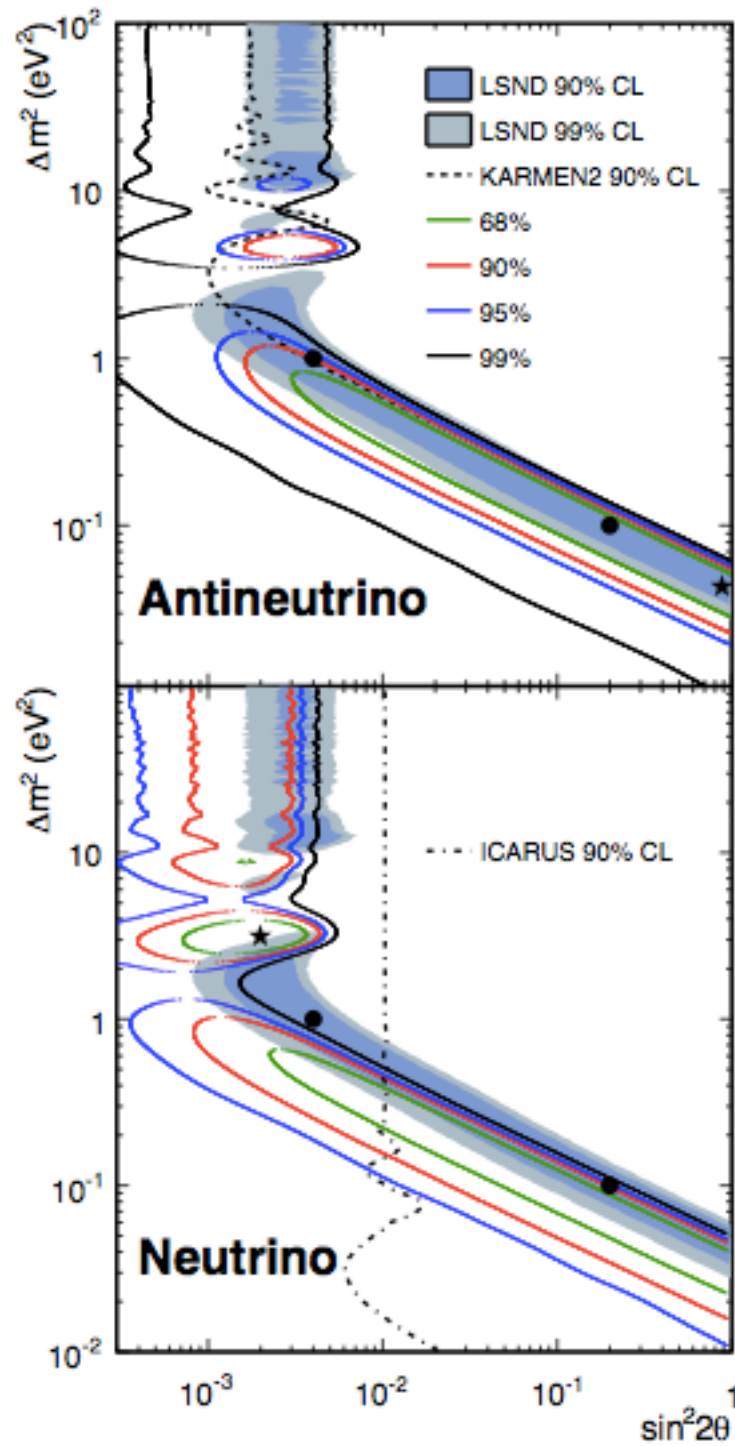 10²
Δm² (eV²)
LSND 90% CL
LSND 99% CL
KARMEN2 90% CL
68%
90%
95%
99%
10
1
10⁻¹
Antineutrino
Δm² (eV²)
10
ICARUS 90% CL
1
10⁻¹
Neutrino
10⁻²
10⁻³ 10⁻² 10⁻¹ 1
sin²2θ